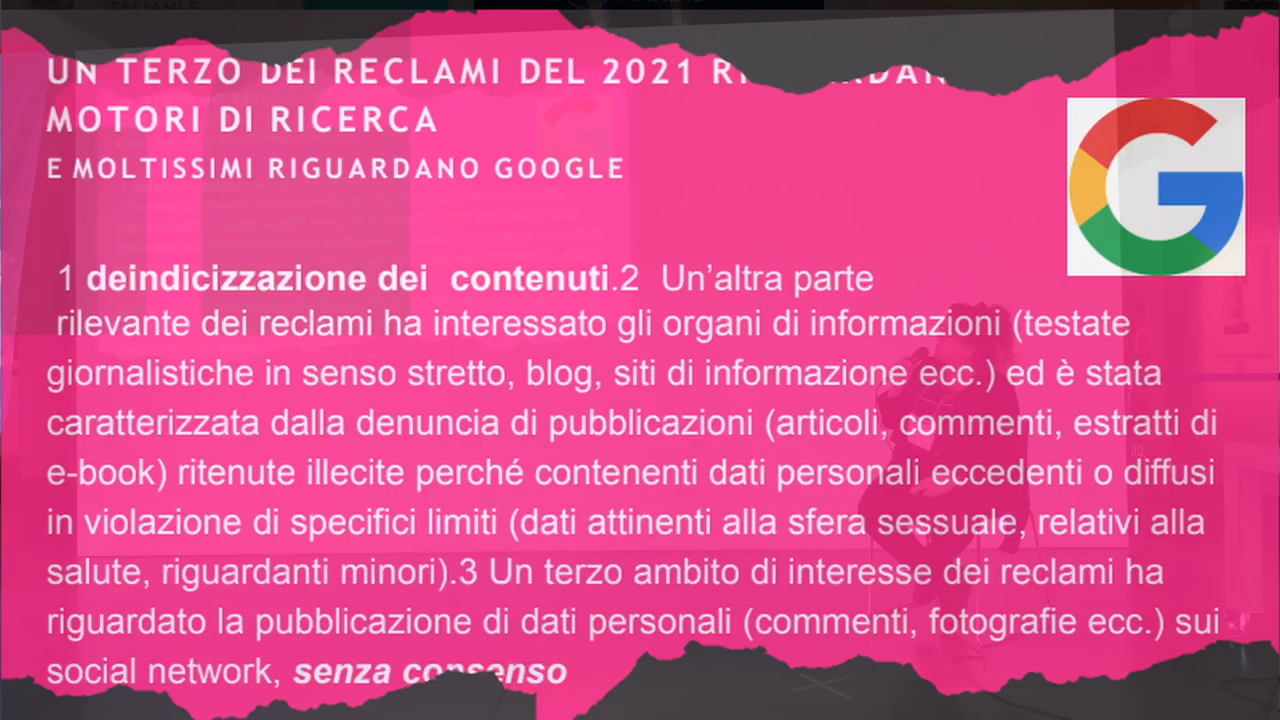 UN TERZO DEI RECLAMI DEL 2021
MOTORI DI RICERCA
E MOLTISSIMI RIGUARDANO GOOGLE
1 deindicizzazione dei contenuti.2 Un’altra parte
rilevante dei reclami ha interessato gli organi di informazioni (testate
giornalistiche in senso stretto, blog, siti di informazione ecc.) ed è stata
caratterizzata dalla denuncia di pubblicazioni (articoli, commenti, estratti di
e-book) ritenute illecite perché contenenti dati personali eccedenti o diffusi
in violazione di specifici limiti (dati attinenti alla sfera sessuale, relativi alla
salute, riguardanti minori).3 Un terzo ambito di interesse dei reclami ha
riguardato la pubblicazione di dati personali (commenti, fotografie ecc.) sui
social network, senza consenso